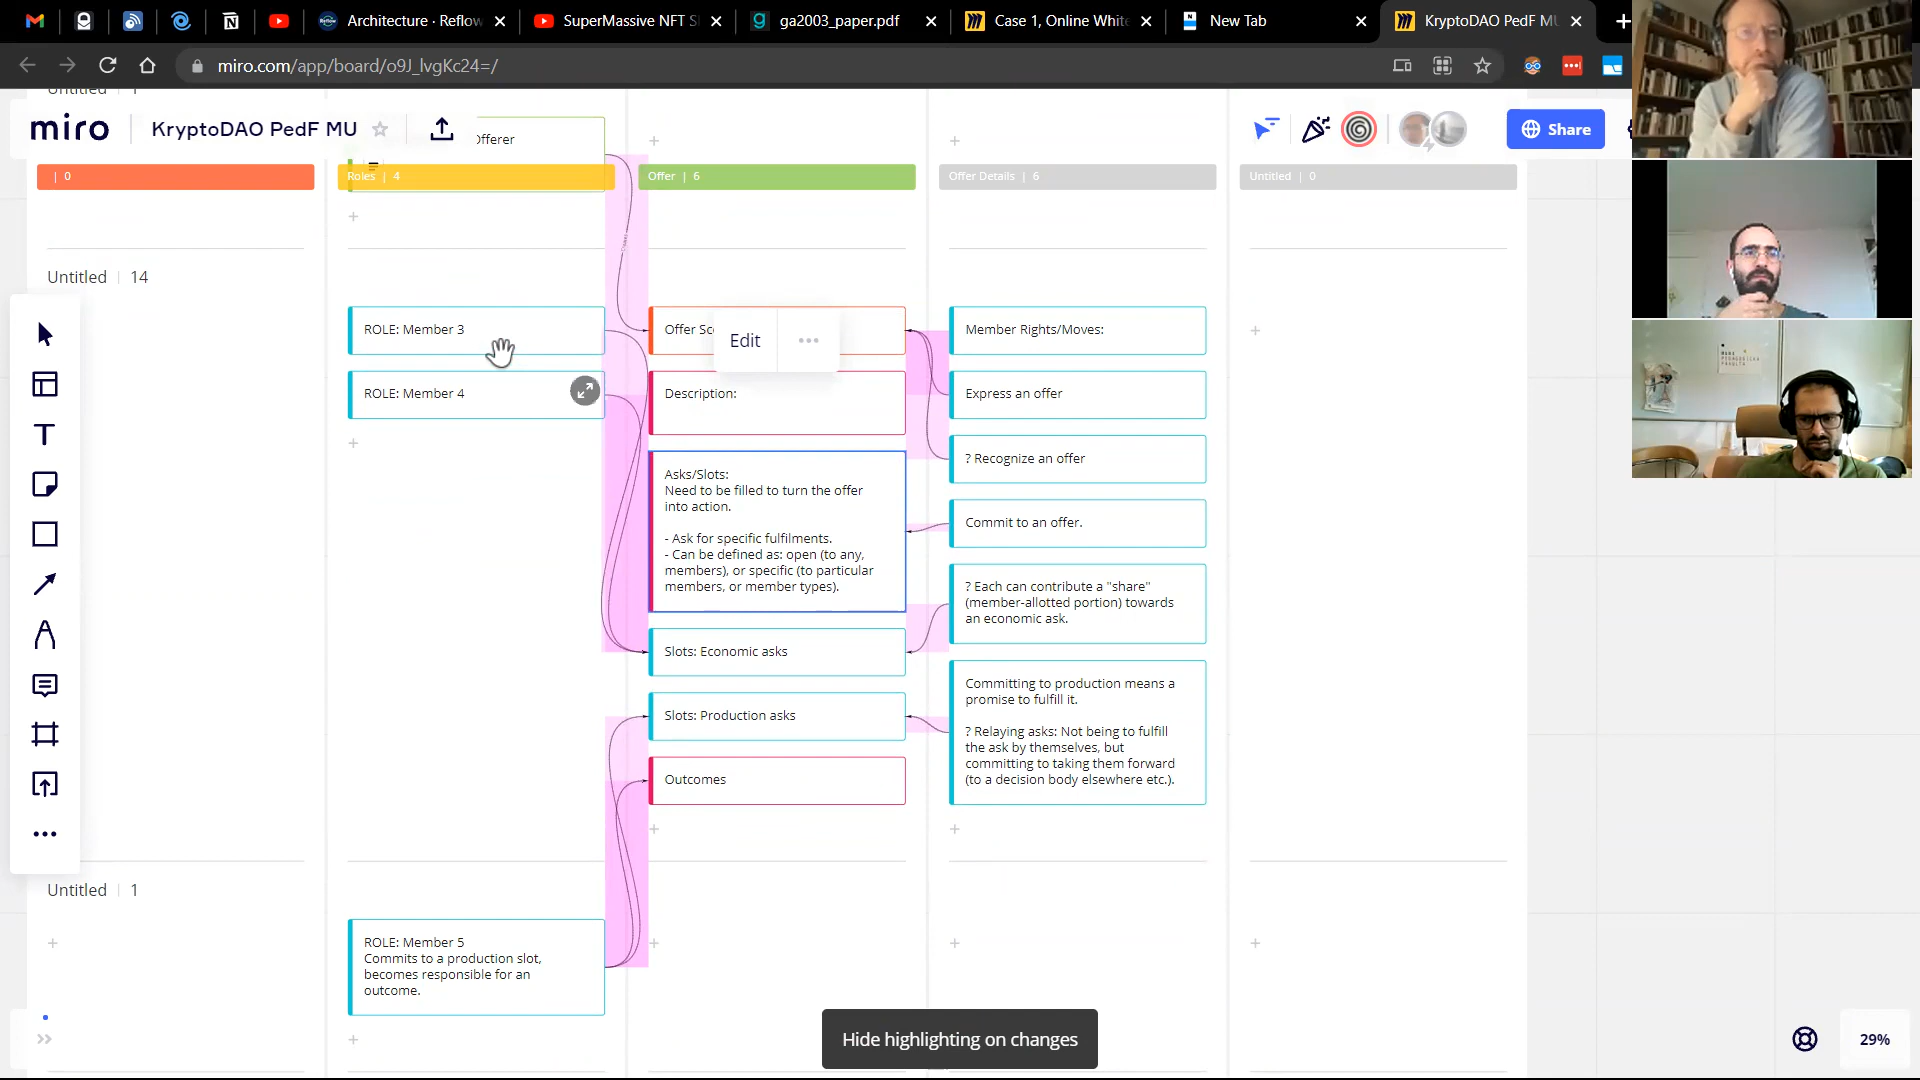 Architecture · Reflow
SuperMassive NFT S
ga2003_paper.pdf
Case 1, Online White
New Tab
KryptoDAO PedF MU
miro.com/app/board/o9J_lvgKc24=/
Untitled | 1
miro
KryptoDAO PedF MU
Share
Offerer
| 0
Roles | 4
Offer | 6
Offer Details | 6
Untitled | 0
Untitled | 14
ROLE: Member 3
ROLE: Member 4
Offer Sc
Edit
Description:
Asks/Slots:
Need to be filled to turn the offer
into action.
- Ask for specific fulfilments.
- Can be defined as: open (to any,
members), or specific (to particular
members, or member types).
Slots: Economic asks
Slots: Production asks
Outcomes
Member Rights/Moves:
Express an offer
? Recognize an offer
Commit to an offer.
? Each can contribute a "share"
(member-allotted portion) towards
an economic ask.
Committing to production means a
promise to fulfill it.
? Relaying asks: Not being to fulfill
the ask by themselves, but
committing to taking them forward
(to a decision body elsewhere etc.).
Untitled | 1
ROLE: Member 5
Commits to a production slot,
becomes responsible for an
outcome.
Hide highlighting on changes
29%